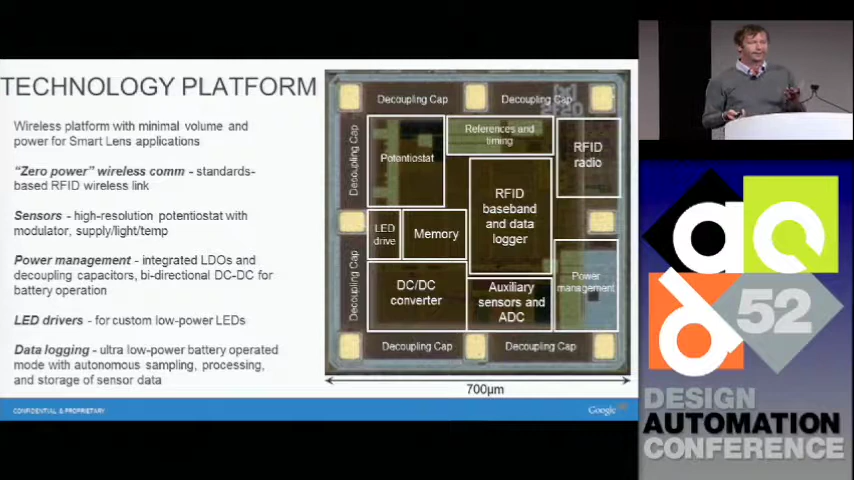 TECHNOLOGY PLATFORM
Wireless platform with minimal volume and
power for Smart Lens applications
“Zero power” wireless comm - standards-
based RFID wireless link
Sensors - high-resolution potentiostat with
modulator, supply/light/temp
Power management - integrated LDOs and
decoupling capacitors, bi-directional DC-DC for
battery operation
LED drivers - for custom low-power LEDs
Data logging - ultra low-power battery operated
mode with autonomous sampling, processing,
and storage of sensor data
Decoupling Cap
Decoupling Cap
Decoupling Cap
Potentiostat
References and
timing
RFID
radio
RFID
baseband
and data
logger
LED
drive
Memory
Decoupling Cap
DC/DC
converter
Auxiliary
sensors and
ADC
Power
management
Decoupling Cap
Decoupling Cap
700µm
CONFIDENTIAL & PROPRIETARY
Google
52
DESIGN
AUTOMATION
CONFERENCE